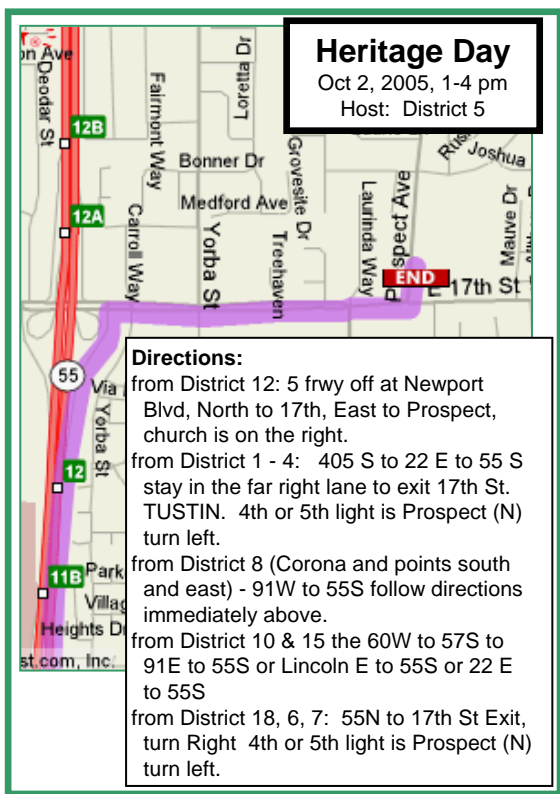 Heritage Day
Oct 2, 2005, 1-4 pm
Host: District 5
on Ave
Deodar St
12B
Fairmont Way
Loretta Dr
Bonner Dr
Grovesite Dr
Joshua
12A
Medford Ave
Carroll Way
Yorba St
Treehaven
Laurinda Way
Prospect Ave
Mauve Dr
END
E 17th St
55
Via
Yorba St
12
11B
Park
Villag
Heights Dr
st.com, Inc.
Directions:
from District 12: 5 frwy off at Newport
Blvd, North to 17th, East to Prospect,
church is on the right.
from District 1 - 4: 405 S to 22 E to 55 S
stay in the far right lane to exit 17th St.
TUSTIN. 4th or 5th light is Prospect (N)
turn left.
from District 8 (Corona and points south
and east) - 91W to 55S follow directions
immediately above.
from District 10 & 15 the 60W to 57S to
91E to 55S or Lincoln E to 55S or 22 E
to 55S
from District 18, 6, 7: 55N to 17th St Exit,
turn Right 4th or 5th light is Prospect (N)
turn left.